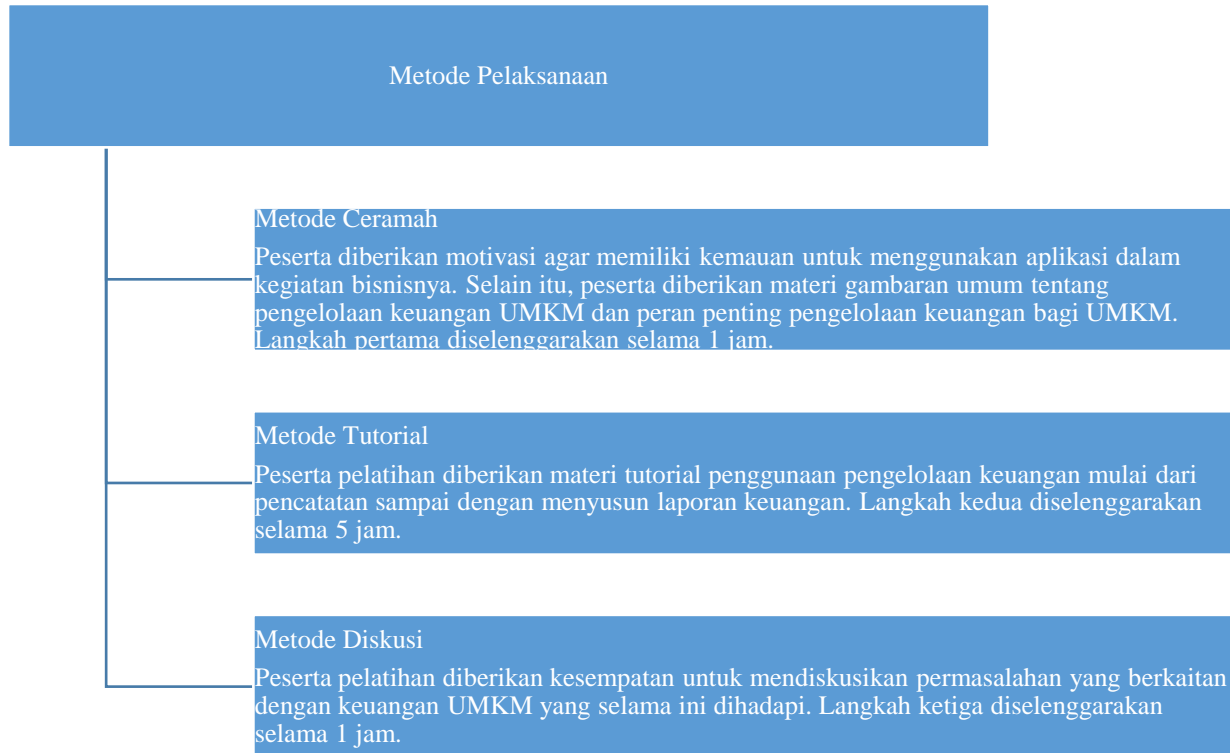 Metode Pelaksanaan
Metode Ceramah
Peserta diberikan motivasi agar memiliki kemauan untuk menggunakan aplikasi dalam
kegiatan bisnisnya. Selain itu, peserta diberikan materi gambaran umum tentang
pengelolaan keuangan UMKM dan peran penting pengelolaan keuangan bagi UMKM.
Langkah pertama diselenggarakan selama 1 jam.
Metode Tutorial
Peserta pelatihan diberikan materi tutorial penggunaan pengelolaan keuangan mulai dari
pencatatan sampai dengan menyusun laporan keuangan. Langkah kedua diselenggarakan
selama 5 jam.
Metode Diskusi
Peserta pelatihan diberikan kesempatan untuk mendiskusikan permasalahan yang berkaitan
dengan keuangan UMKM yang selama ini dihadapi. Langkah ketiga diselenggarakan
selama 1 jam.